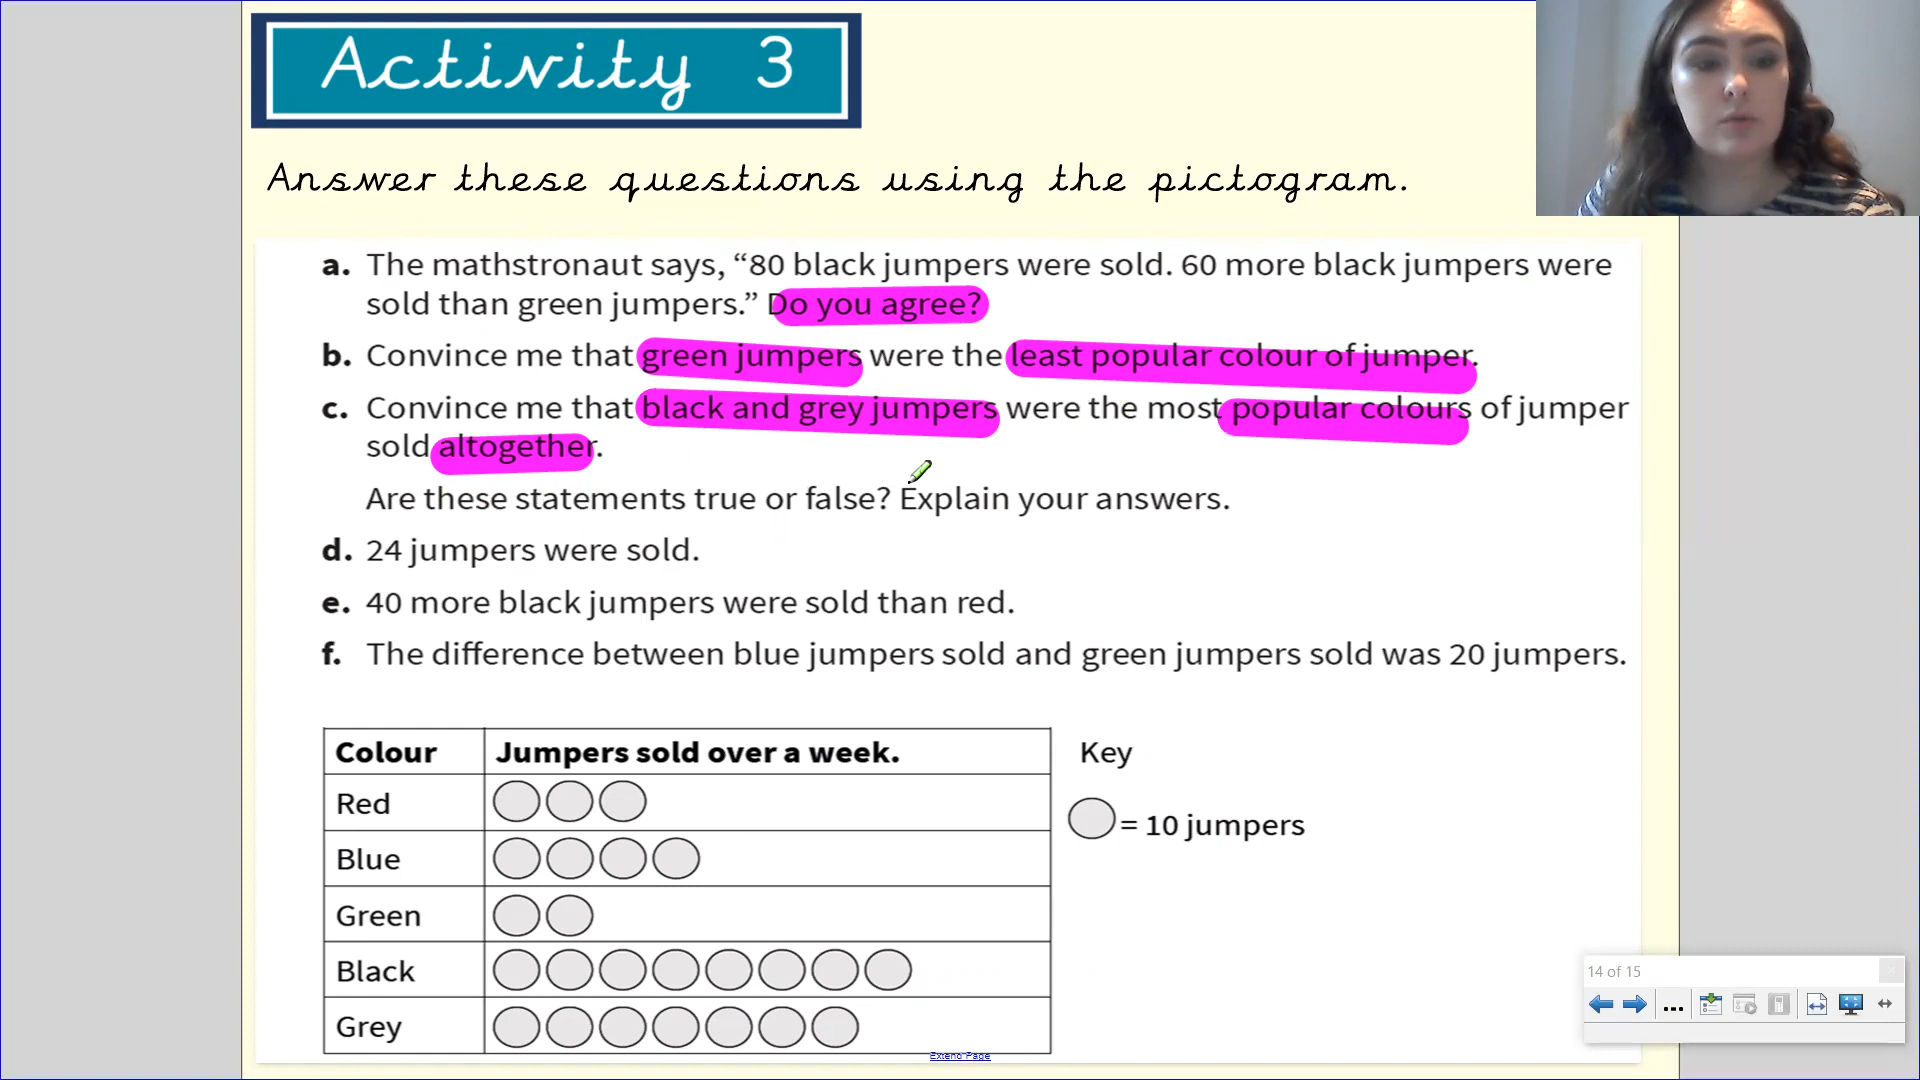 Activity 3
Answer these questions using the pictogram.
a. The mathstronaut says, “80 black jumpers were sold. 60 more black jumpers were
sold than green jumpers.” Do you agree?
b. Convince me that green jumpers were the least popular colour of jumper.
c. Convince me that black and grey jumpers were the most popular colours of jumper
sold altogether.
Are these statements true or false? Explain your answers.
d. 24 jumpers were sold.
e. 40 more black jumpers were sold than red.
f. The difference between blue jumpers sold and green jumpers sold was 20 jumpers.
Colour Jumpers sold over a week. Key
Red
= 10 jumpers
Blue
Green
Black
14 of 15
Grey
Extend Page